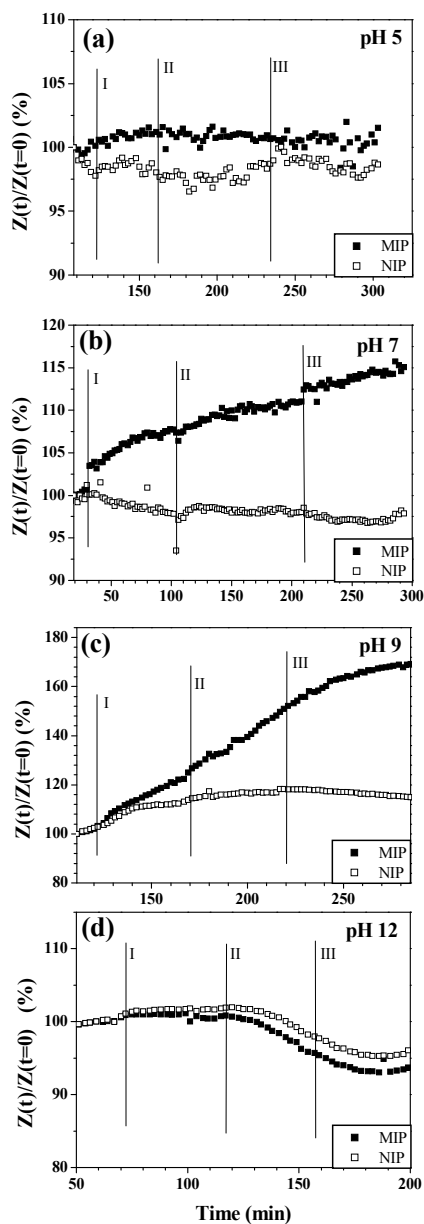 (a)
pH 5
I
II
III
110
105
100
95
90
Z(t)/Z(t=0) (%)
MIP
NIP
150
200
250
300
(b)
pH 7
I
II
III
115
110
105
100
95
90
Z(t)/Z(t=0) (%)
MIP
NIP
50
100
150
200
250
300
(c)
pH 9
I
II
III
180
160
140
120
100
80
Z(t)/Z(t=0) (%)
MIP
NIP
150
200
250
(d)
pH 12
I
II
III
110
100
90
80
Z(t)/Z(t=0) (%)
MIP
NIP
50
100
150
200
Time (min)